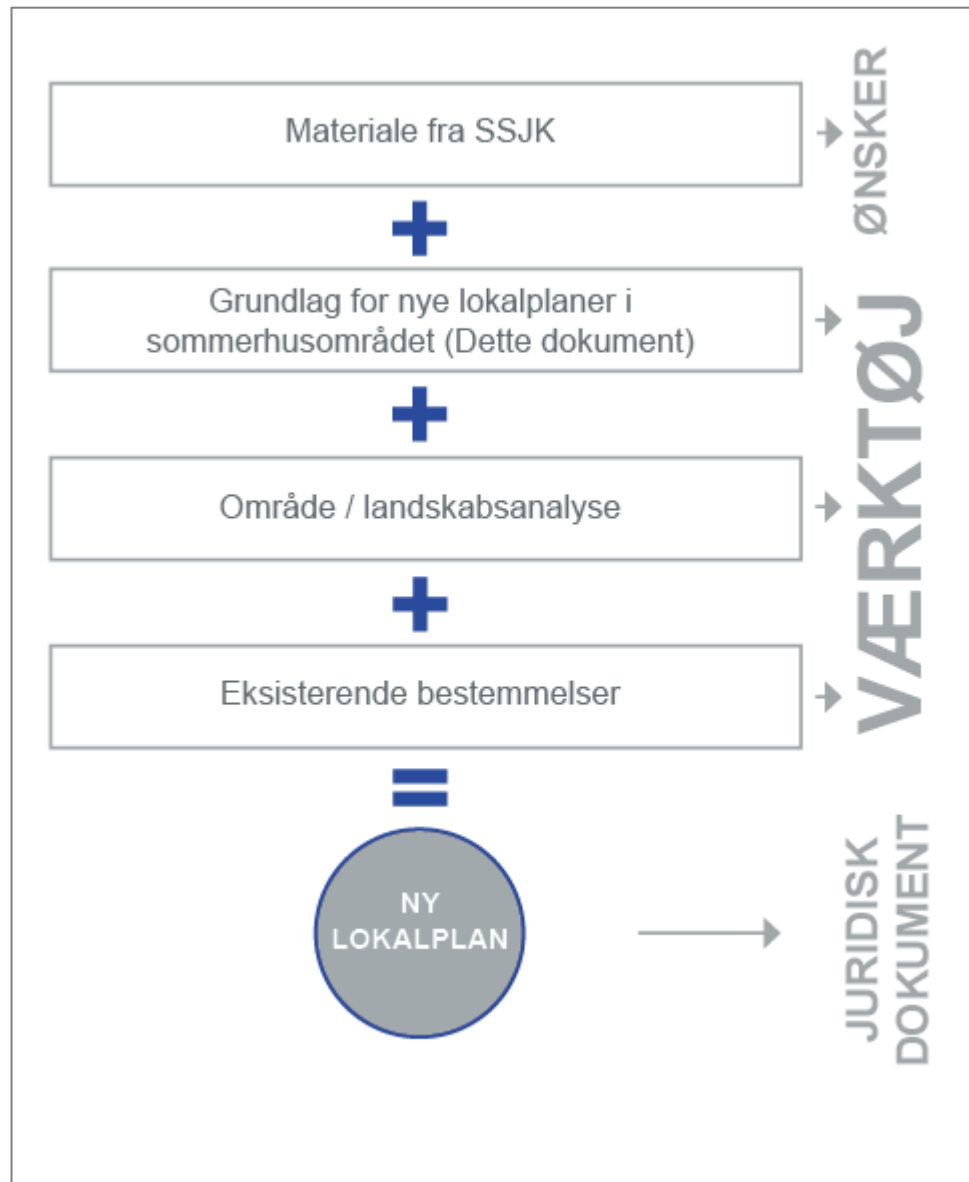 Materiale fra SSJK
ØNSKER
+
Grundlag for nye lokalplaner i
sommerhusområdet (Dette dokument)
+
Område / landskabsanalyse
VÆRKTØJ
+
Eksisterende bestemmelser
=
NY
LOKALPLAN
JURIDISK
DOKUMENT